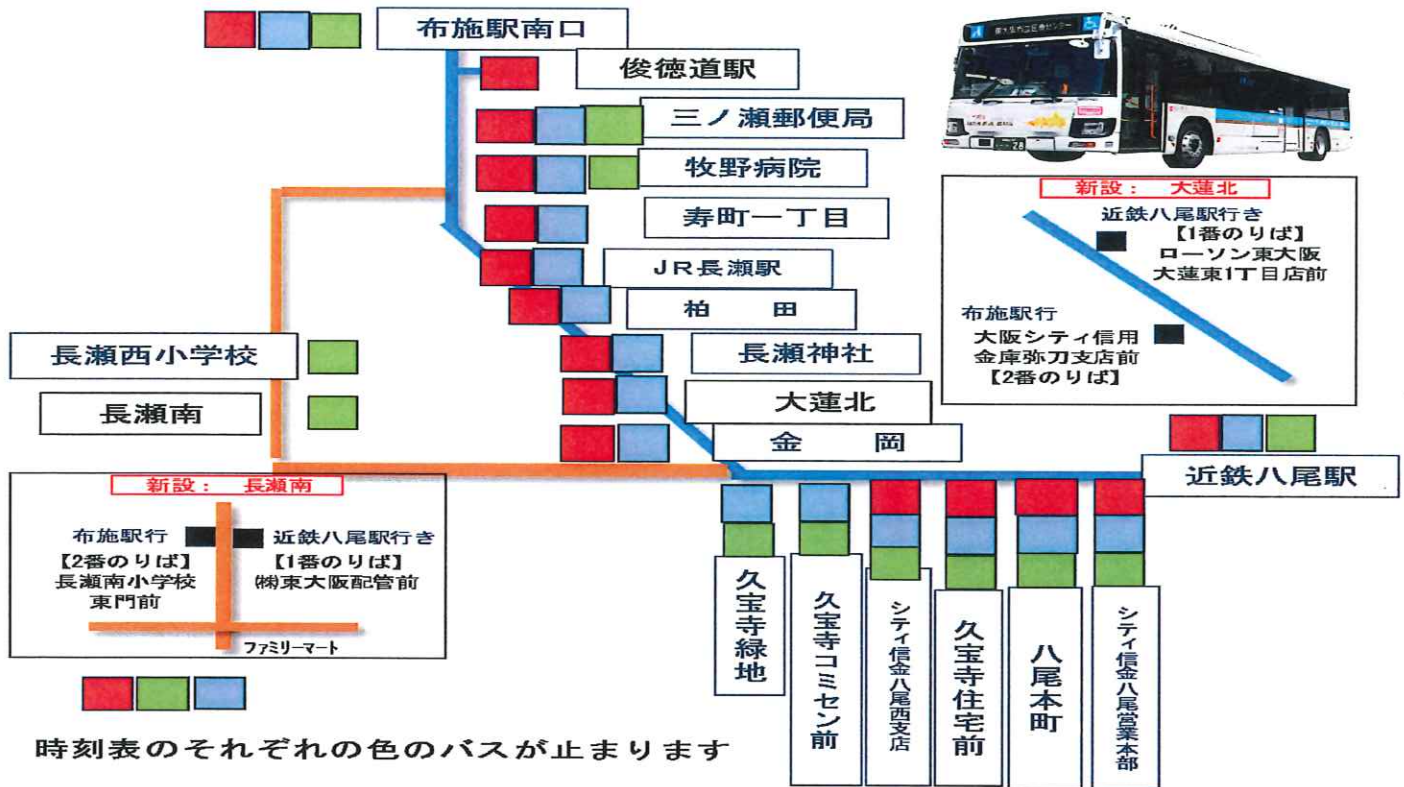 布施駅南口
俊徳道駅
三ノ瀬郵便局
牧野病院
寿町一丁目
JR長瀬駅
柏　田
長瀬神社
大蓮北
金　岡
長瀬西小学校
長瀬南
新設：　大蓮北
近鉄八尾駅行き
【1番のりば】
ローソン東大阪
大蓮東1丁目店前
布施駅行
大阪シティ信用
金庫弥刀支店前
【2番のりば】
近鉄八尾駅
新設：　長瀬南
布施駅行
【2番のりば】
長瀬南小学校
東門前
近鉄八尾駅行き
【1番のりば】
㈱東大阪配管前
ファミリーマート
久宝寺緑地
久宝寺コミセン前
シティ信金八尾西支店
久宝寺住宅前
八尾本町
シティ信金八尾営業本部
時刻表のそれぞれの色のバスが止まります